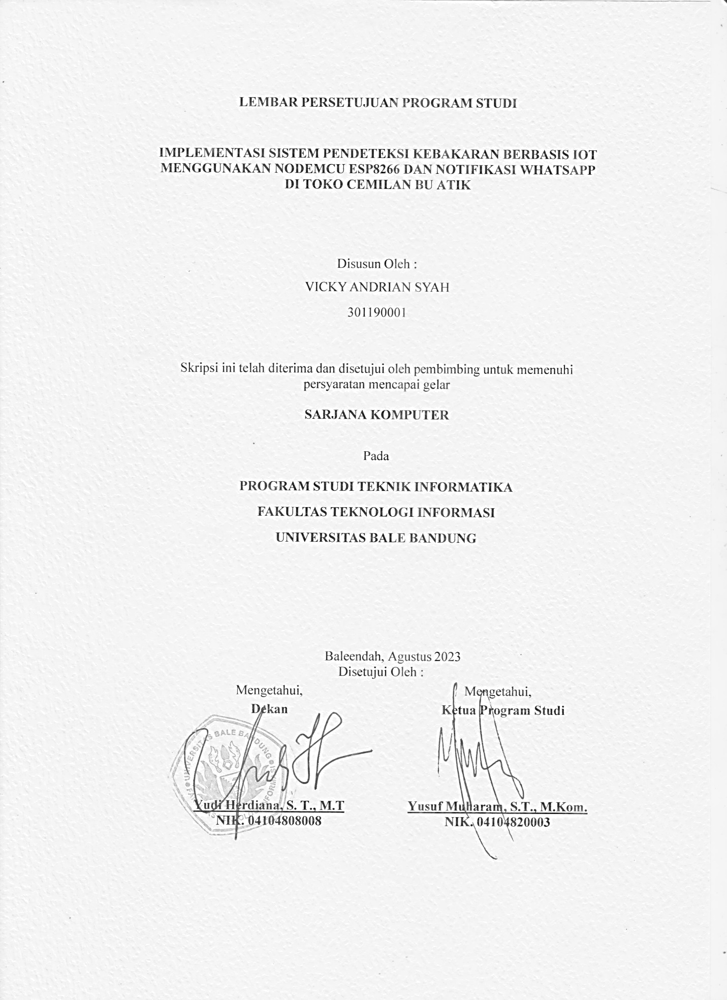 LEMBAR PERSETUJUAN PROGRAM STUDI
IMPLEMENTASI SISTEM PENDETEKSI KEBAKARAN BERBASIS IOT
MENGGUNAKAN NODEMCU ESP8266 DAN NOTIFIKASI WHATSAPP
DI TOKO CEMILAN BU ATIK
Disusun Oleh :
VICKY ANDRIAN SYAH
301190001
Skripsi ini telah diterima dan disetujui oleh pembimbing untuk memenuhi
persyaratan mencapai gelar
SARJANA KOMPUTER
Pada
PROGRAM STUDI TEKNIK INFORMATIKA
FAKULTAS TEKNOLOGI INFORMASI
UNIVERSITAS BALE BANDUNG
Baleendah, Agustus 2023
Disetujui Oleh :
Mengetahui,
Dekan
UNIVERSITAS BALE BANDUNG
Yudi Herdiana, S. T., M.T
NIK. 04104808008
Mengetahui,
Ketua Program Studi
Yusuf Muharam, S.T., M.Kom.
NIK. 04104820003